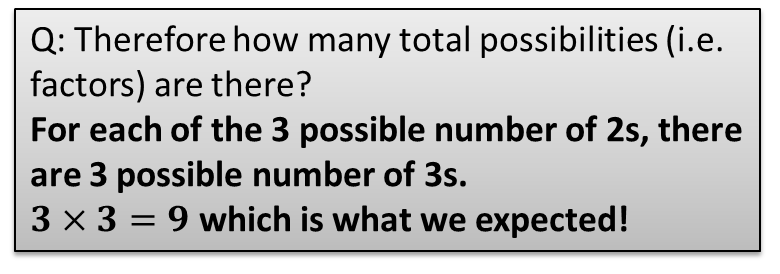 Q: Therefore how many total possibilities (i.e.
factors) are there?
For each of the 3 possible number of 2s, there
are 3 possible number of 3s.
3 × 3 = 9 which is what we expected!